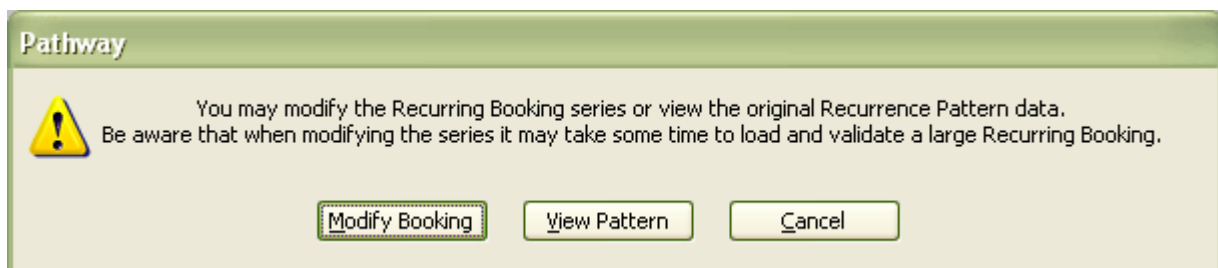 Pathway
You may modify the Recurring Booking series or view the original Recurrence Pattern data.
Be aware that when modifying the series it may take some time to load and validate a large Recurring Booking.
Modify Booking
View Pattern
Cancel